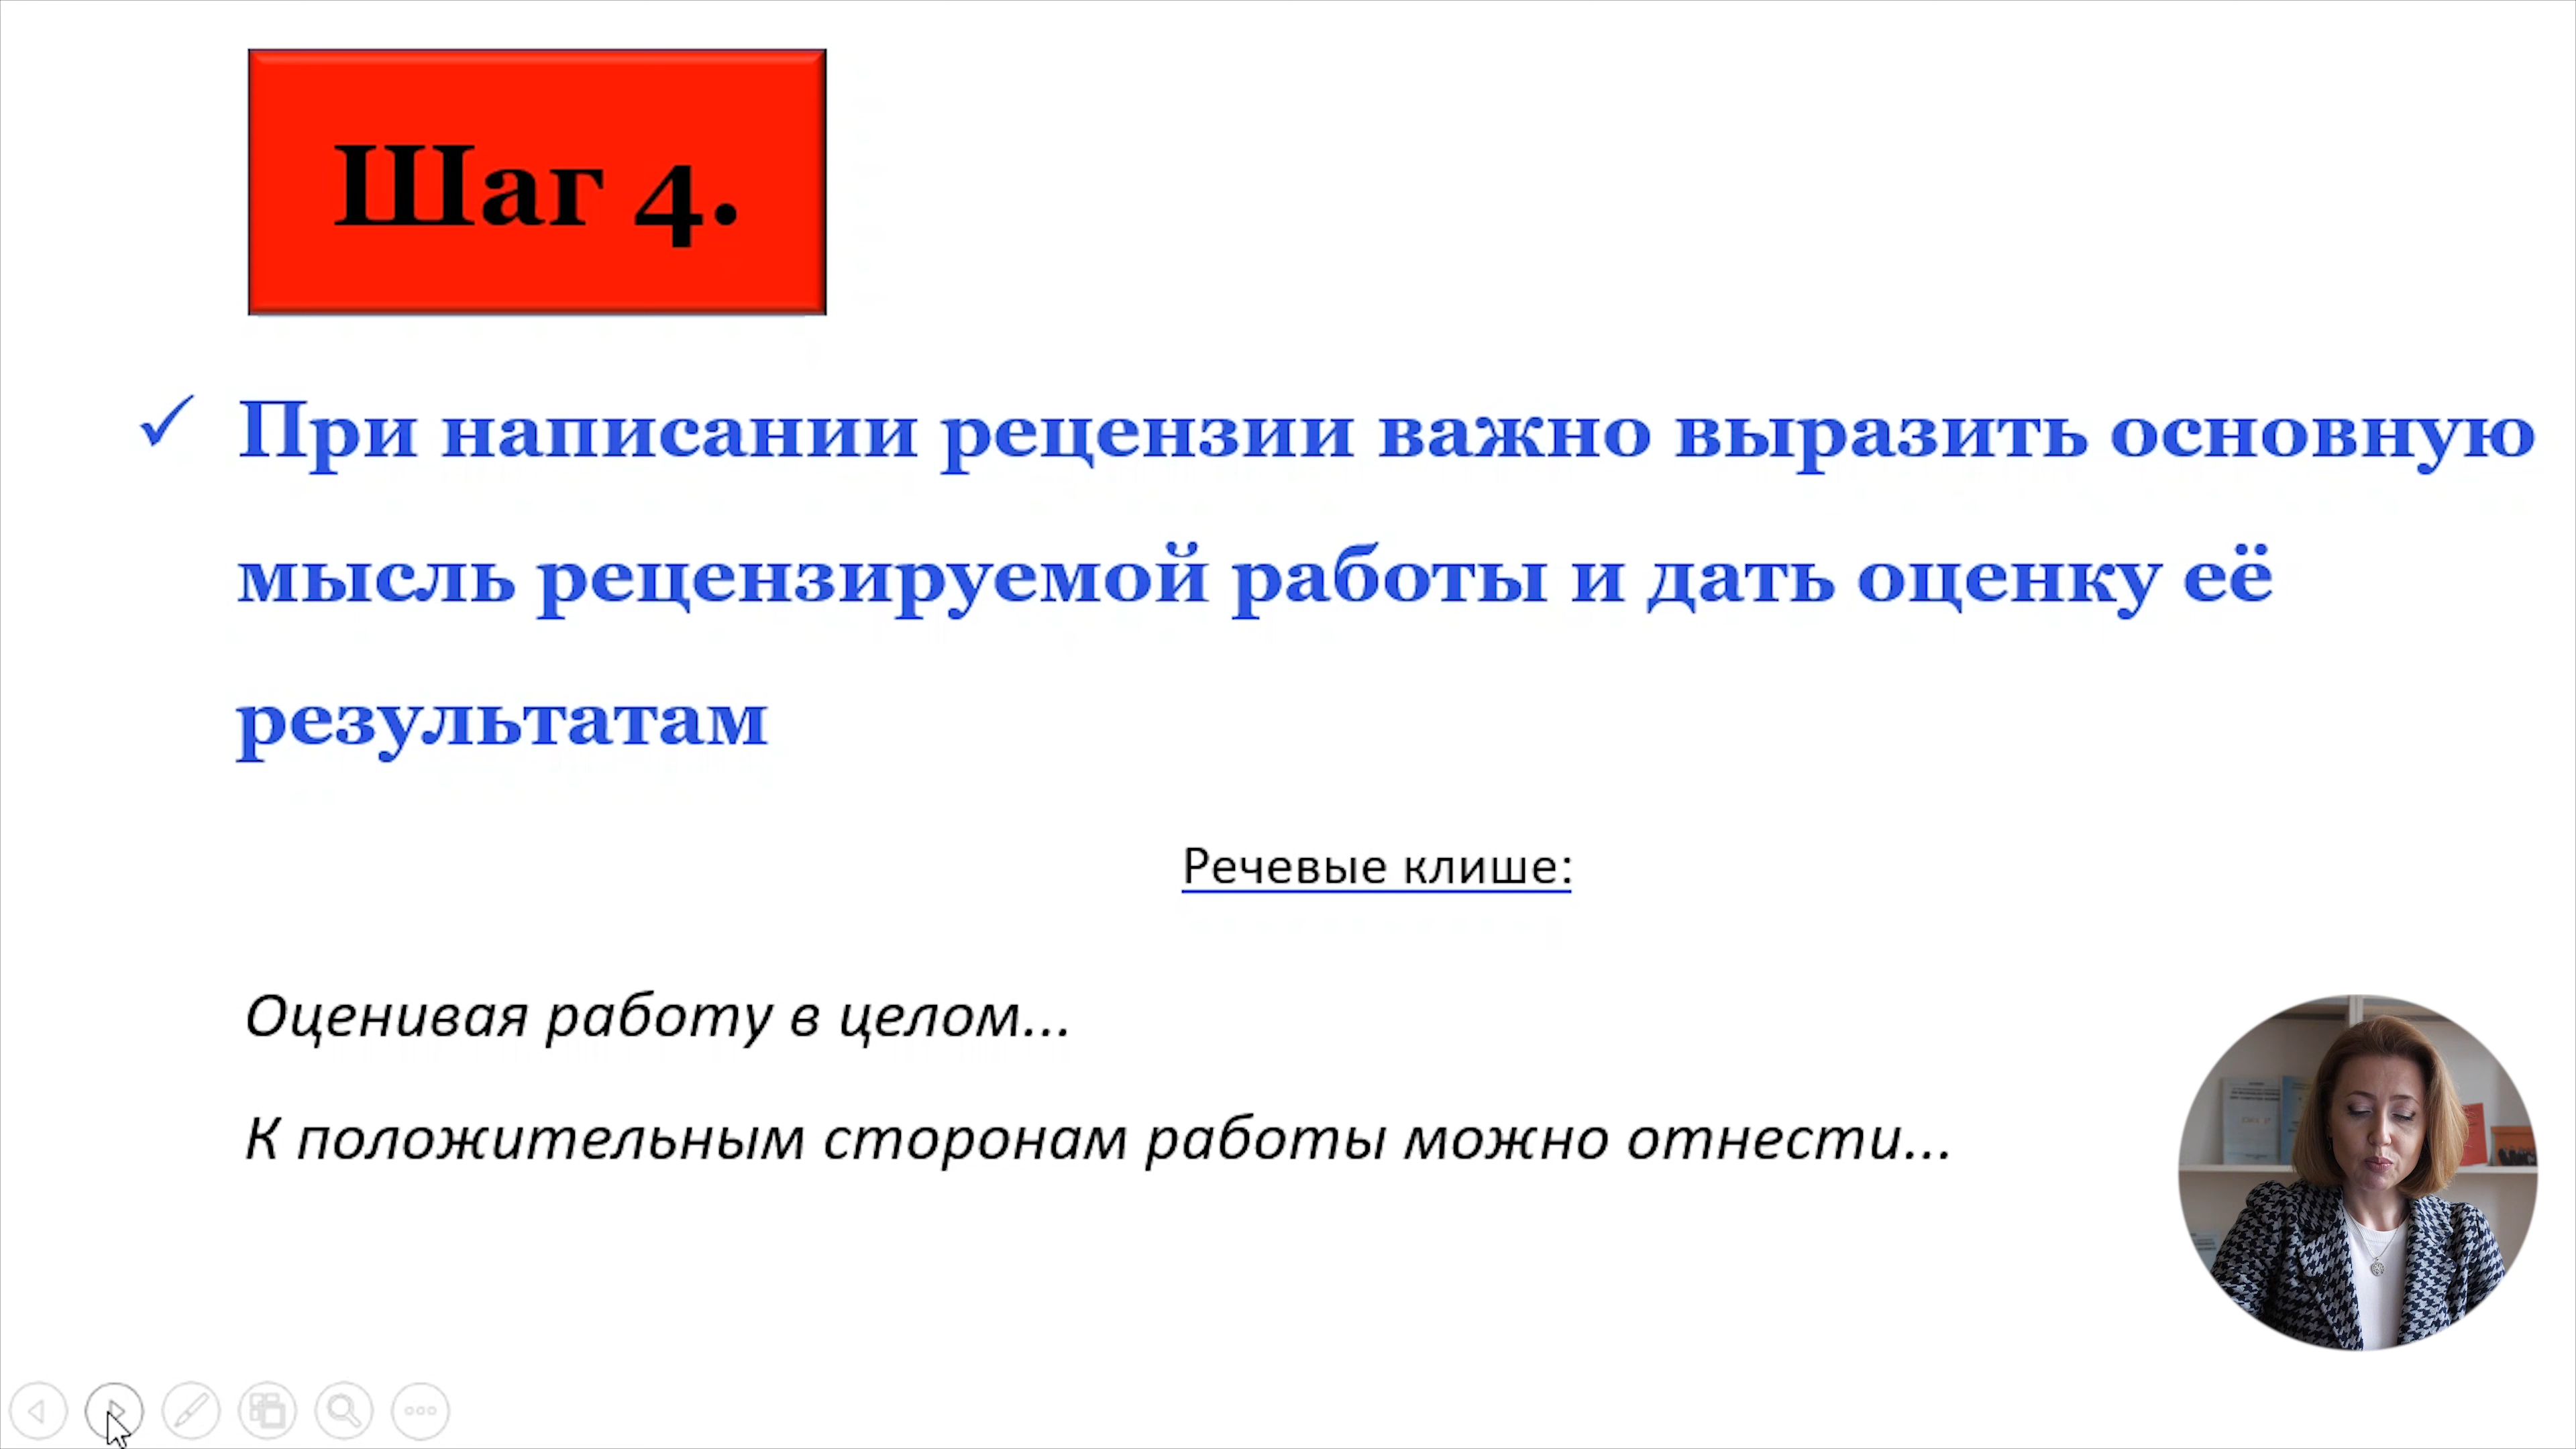 Шаг 4.
При написании рецензии важно выразить основную
мысль рецензируемой работы и дать оценку её
результатам
Речевые клише:
Оценивая работу в целом...
К положительным сторонам работы можно отнести...